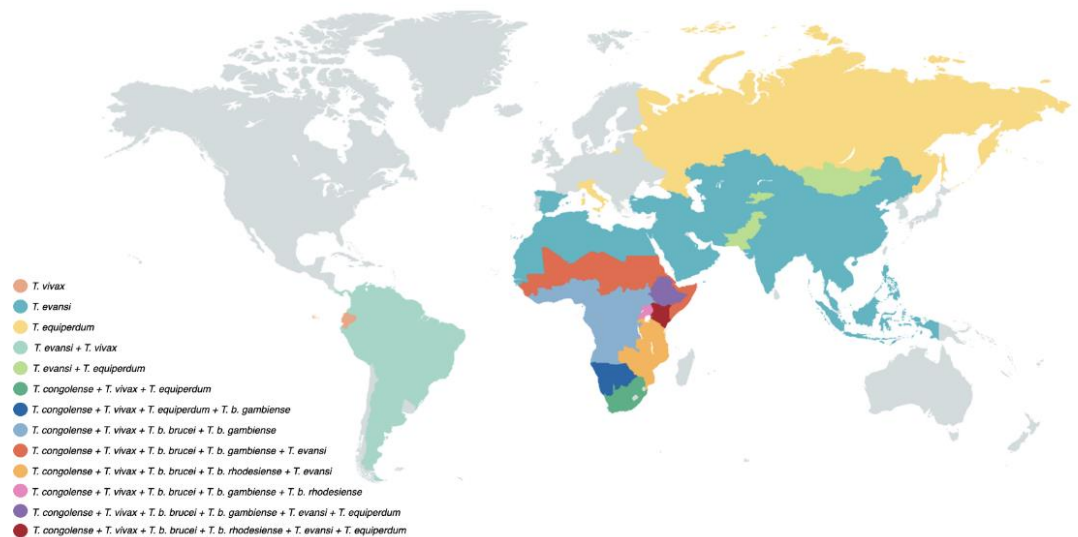 T. vivax
T. evansi
T. equiperdum
T. evansi + T. vivax
T. evansi + T. equiperdum
T. congolense + T. vivax + T. equiperdum
T. congolense + T. vivax + T. equiperdum + T. b. gambiense
T. congolense + T. vivax + T. b. brucei + T. b. gambiense
T. congolense + T. vivax + T. b. brucei + T. b. gambiense + T. evansi
T. congolense + T. vivax + T. b. brucei + T. b. rhodesiense + T. evansi
T. congolense + T. vivax + T. b. brucei + T. b. gambiense + T. b. rhodesiense
T. congolense + T. vivax + T. b. brucei + T. b. gambiense + T. evansi + T. equiperdum
T. congolense + T. vivax + T. b. brucei + T. b. rhodesiense + T. evansi + T. equiperdum